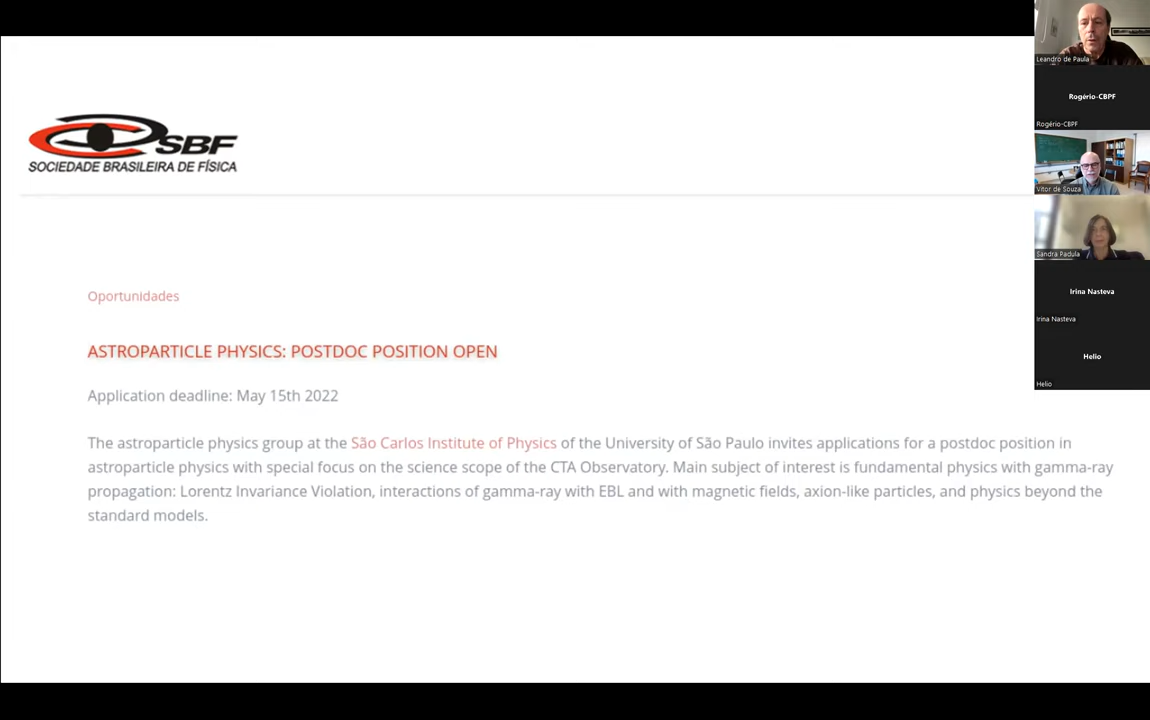 SBF
SOCIEDADE BRASILEIRA DE FÍSICA
Oportunidades
ASTROPARTICLE PHYSICS: POSTDOC POSITION OPEN
Application deadline: May 15th 2022
The astroparticle physics group at the São Carlos Institute of Physics of the University of São Paulo invites applications for a postdoc position in
astroparticle physics with special focus on the science scope of the CTA Observatory. Main subject of interest is fundamental physics with gamma-ray
propagation: Lorentz Invariance Violation, interactions of gamma-ray with EBL and with magnetic fields, axion-like particles, and physics beyond the
standard models.
Leandro de Paula
Rogério-CBPF
Rogério-CBPF
Vitor de Souza
Sandra Padula
Irina Nasteva
Irina Nasteva
Helio
Helio